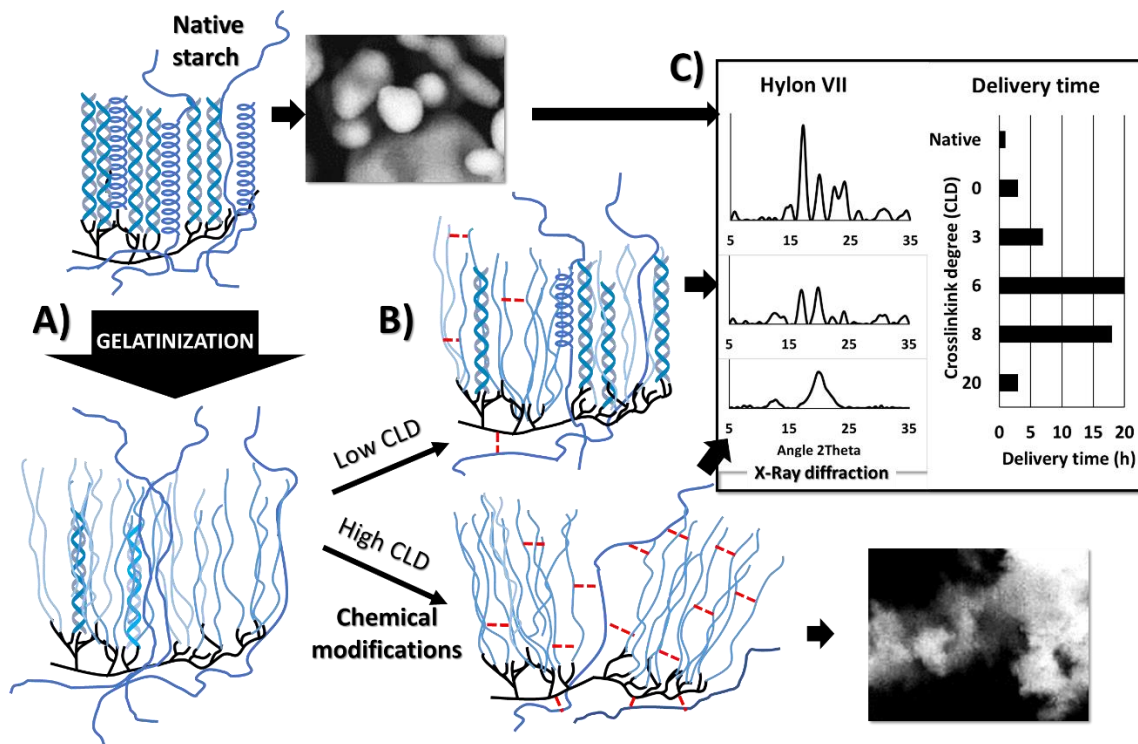 Native
starch
A)
GELATINIZATION
B)
Low CLD
High CLD
Chemical
modifications
C)
Hylon VII
5 15 25 35
5 15 25 35
5 15 25 35
Angle 2Theta
X-Ray diffraction
Delivery time
Crosslinkink degree (CLD)
Native
0
3
6
8
20
0 5 10 15 20
Delivery time (h)